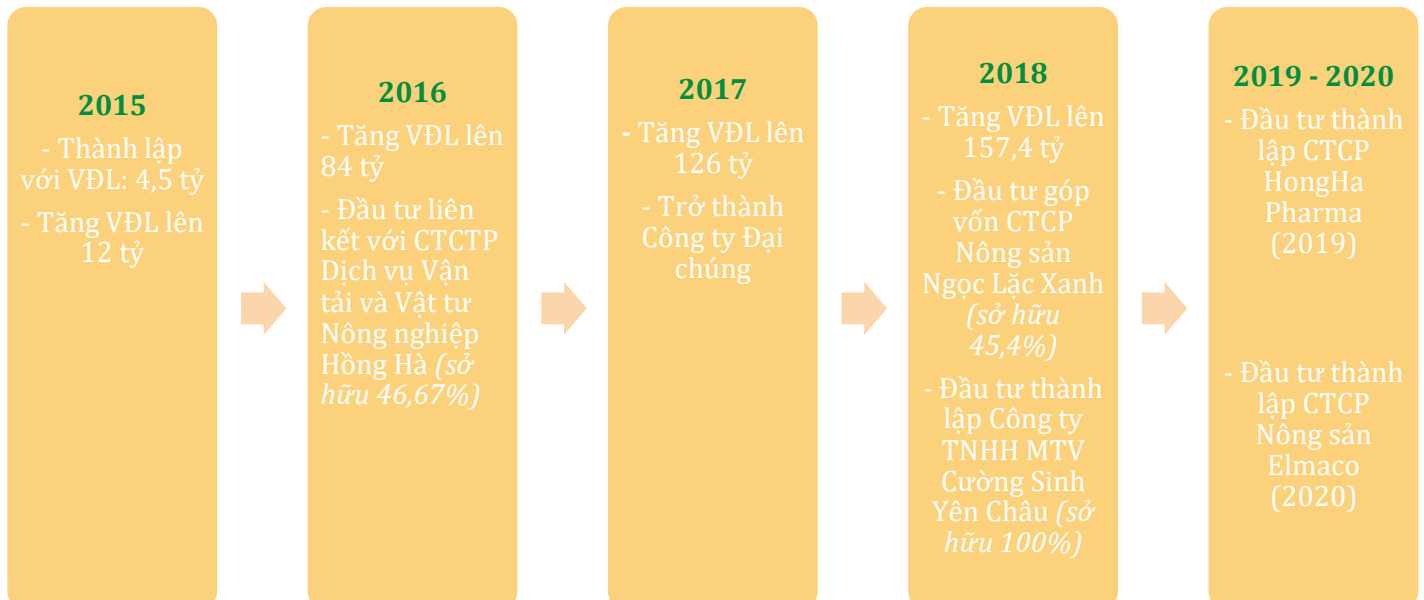 2015
- Thành lập
với VĐL: 4,5 tỷ
- Tăng VĐL lên
12 tỷ
2016
- Tăng VĐL lên
84 tỷ
- Đầu tư liên
kết với CTCTP
Dịch vụ Vận
tải và Vật tư
Nông nghiệp
Hồng Hà (sở
hữu 46,67%)
2017
- Tăng VĐL lên
126 tỷ
- Trở thành
Công ty Đại
chúng
2018
- Tăng VĐL lên
157,4 tỷ
- Đầu tư góp
vốn CTCP
Nông sản
Ngọc Lặc Xanh
(sở hữu
45,4%)
- Đầu tư thành
lập Công ty
TNHH MTV
Cường Sinh
Yên Châu (sở
hữu 100%)
2019 - 2020
- Đầu tư thành
lập CTCP
HongHa
Pharma
(2019)
- Đầu tư thành
lập CTCP
Nông sản
Elmaco
(2020)